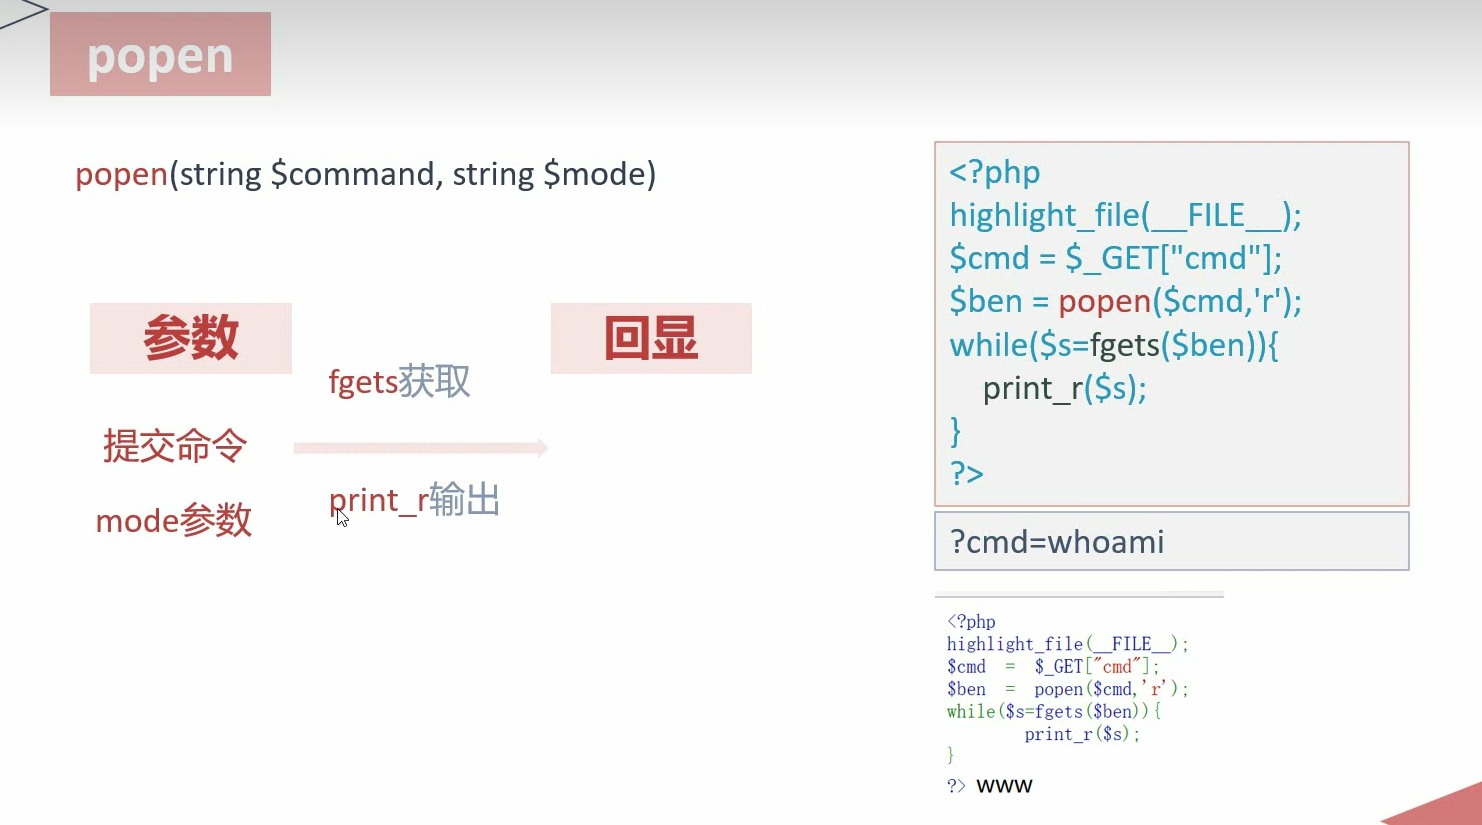 popen
popen(string $command, string $mode)
参数
回显
fgets获取
提交命令
print_r输出
mode参数
<?php
highlight_file(__FILE__);
$cmd = $_GET["cmd"];
$ben = popen($cmd,'r');
while($s=fgets($ben)){
print_r($s);
}
?>
?cmd=whoami
<?php
highlight_file(__FILE__);
$cmd = $_GET["cmd"];
$ben = popen($cmd,'r');
while($s=fgets($ben)){
print_r($s);
}
?> www